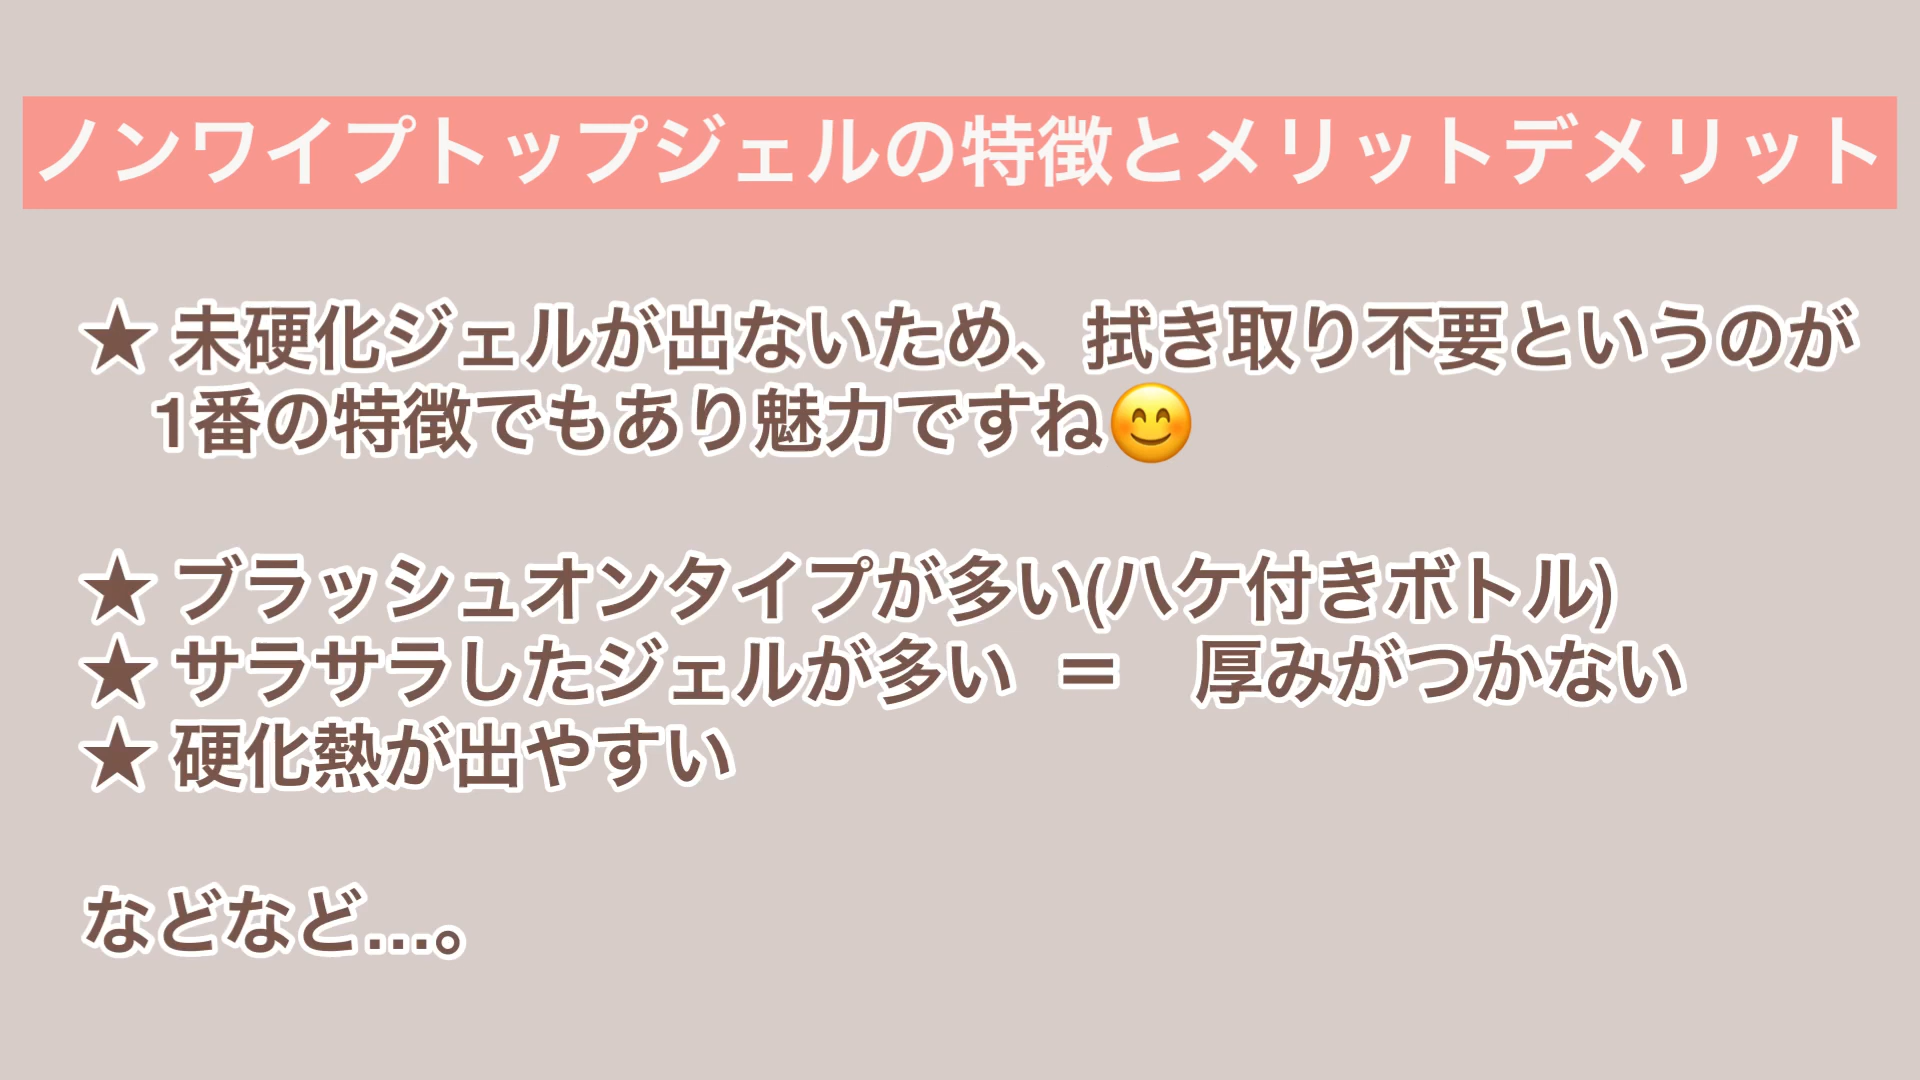 ノンワイプトップジェルの特徴とメリットデメリット
★ 未硬化ジェルが出ないため、拭き取り不要というのが
1番の特徴でもあり魅力ですね😊
★ ブラッシュオンタイプが多い(ハケ付きボトル)
★ サラサラしたジェルが多い ＝ 厚みがつかない
★ 硬化熱が出やすい
などなど…。